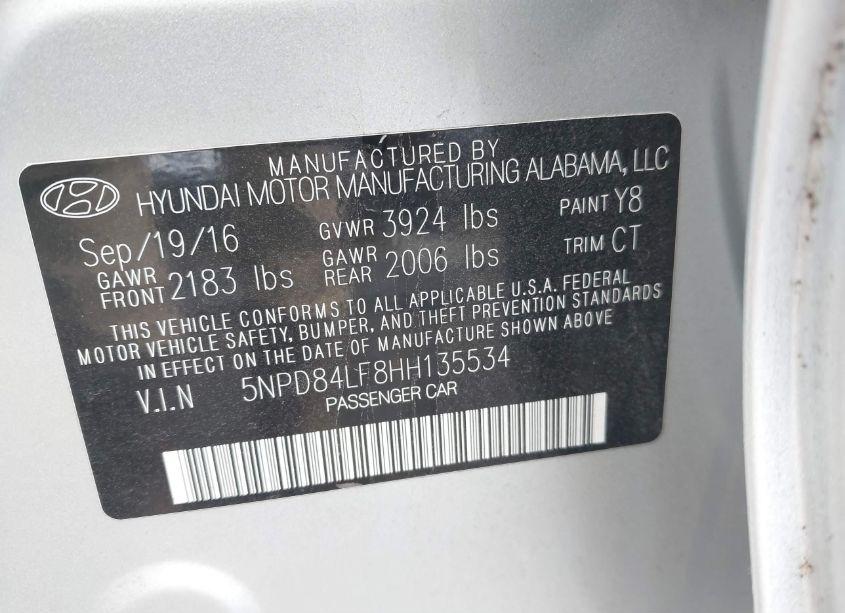 MANUFACTURED BY
HYUNDAI MOTOR MANUFACTURING ALABAMA, LLC
Sep/19/16 GVWR 3924 lbs PAINT Y8
GAWR FRONT 2183 lbs GAWR REAR 2006 lbs TRIM CT
THIS VEHICLE CONFORMS TO ALL APPLICABLE U.S.A. FEDERAL
MOTOR VEHICLE SAFETY, BUMPER, AND THEFT PREVENTION STANDARDS
IN EFFECT ON THE DATE OF MANUFACTURE SHOWN ABOVE
V.I.N 5NPD84LF8HH135534
PASSENGER CAR